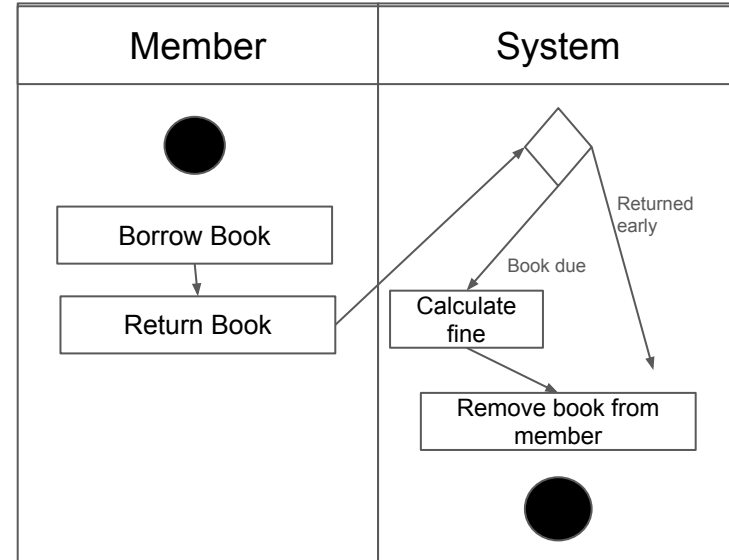 Member
System
Borrow Book
Return Book
Returned
early
Book due
Calculate
fine
Remove book from
member